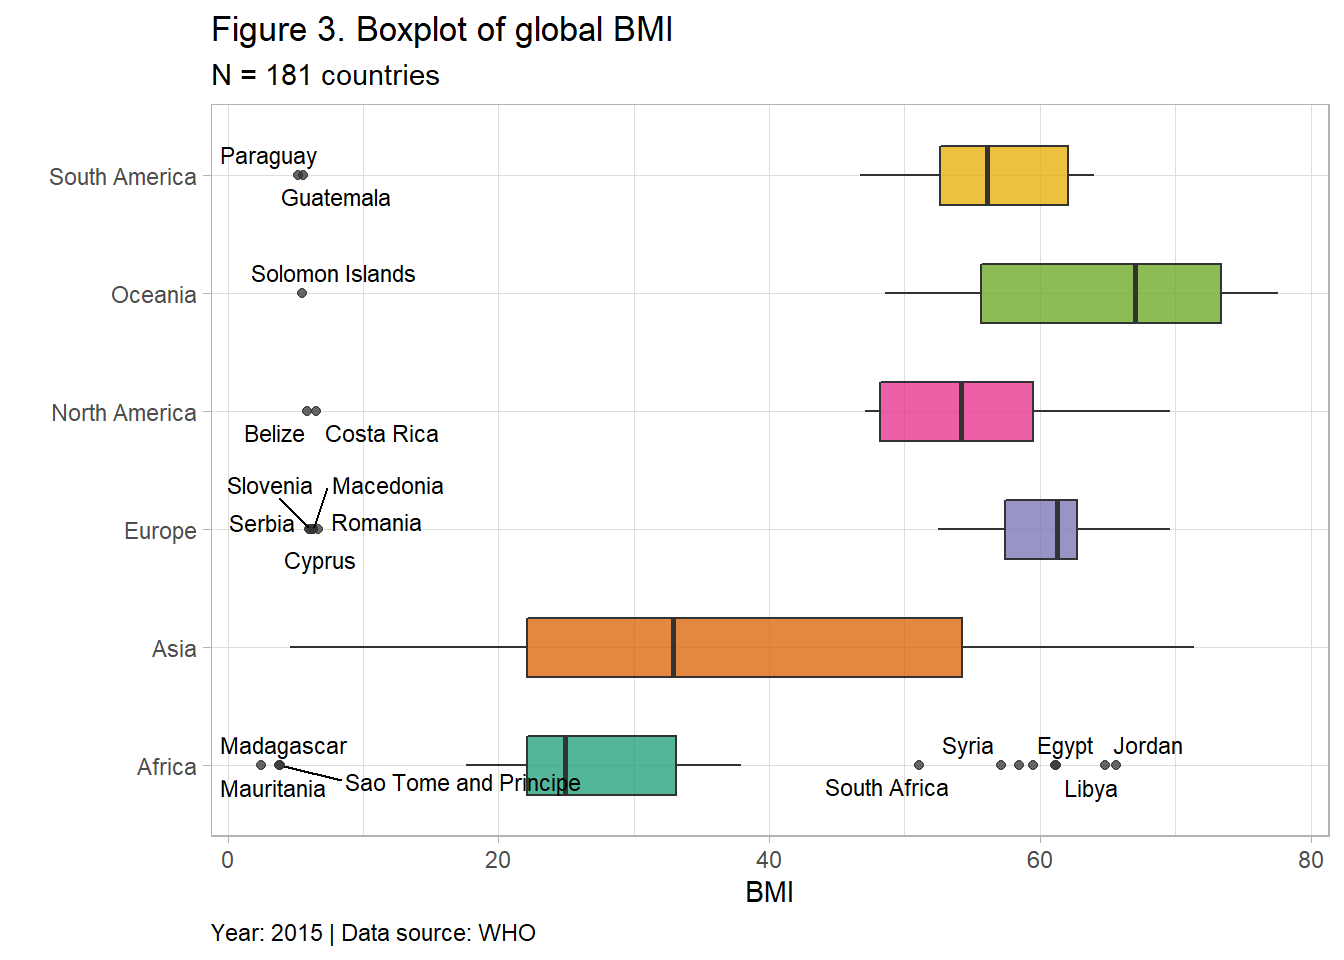 Figure 3. Boxplot of global BMI
N = 181 countries
South America
Paraguay
Guatemala
Oceania
Solomon Islands
North America
Belize
Costa Rica
Europe
Slovenia
Macedonia
Serbia
Romania
Cyprus
Asia
Africa
Madagascar
Mauritania
Sao Tome and Principe
Syria
Egypt
Jordan
South Africa
Libya
0 20 40 60 80
BMI
Year: 2015 | Data source: WHO